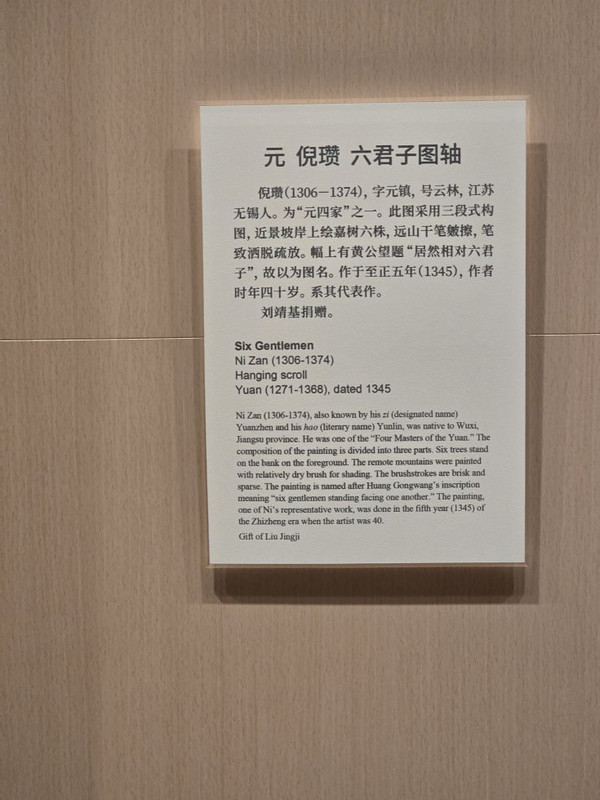 元 倪瓒 六君子图轴
倪瓒(1306—1374), 字元镇, 号云林, 江苏
无锡人。为“元四家”之一。此图采用三段式构
图, 近景坡岸上绘嘉树六株, 远山干笔皴擦, 笔
致洒脱疏放。幅上有黄公望题“居然相对六君
子”, 故以为图名。作于至正五年(1345), 作者
时年四十岁。系其代表作。
刘靖基捐赠。
Six Gentlemen
Ni Zan (1306-1374)
Hanging scroll
Yuan (1271-1368), dated 1345
Ni Zan (1306-1374), also known by his zi (designated name)
Yuanzhen and his hao (literary name) Yunlin, was native to Wuxi,
Jiangsu province. He was one of the “Four Masters of the Yuan.” The
composition of the painting is divided into three parts. Six trees stand
on the bank on the foreground. The remote mountains were painted
with relatively dry brush for shading. The brushstrokes are brisk and
sparse. The painting is named after Huang Gongwang's inscription
meaning “six gentlemen standing facing one another.” The painting,
one of Ni's representative work, was done in the fifth year (1345) of
the Zhizheng era when the artist was 40.
Gift of Liu Jingji